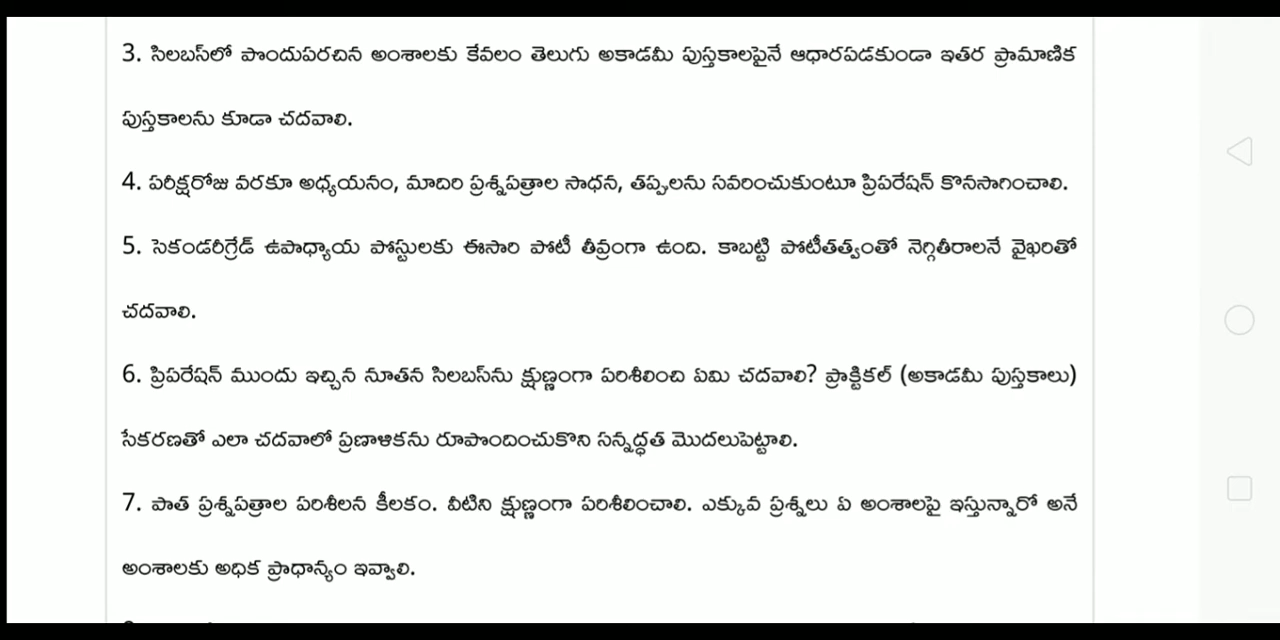 3. సిలబస్‌లో పొందుపరచిన అంశాలకు కేవలం తెలుగు అకాడమీ పుస్తకాలపైనే ఆధారపడకుండా ఇతర ప్రామాణిక
పుస్తకాలను కూడా చదవాలి.
4. పరీక్షరోజు వరకూ అధ్యయనం, మాదిరి ప్రశ్నపత్రాల సాధన, తప్పులను సవరించుకుంటూ ప్రిపరేషన్ కొనసాగించాలి.
5. సెకండరీగ్రేడ్ ఉపాధ్యాయ పోస్టులకు ఈసారి పోటీ తీవ్రంగా ఉంది. కాబట్టి పోటీతత్వంతో నెగ్గితీరాలనే వైఖరితో
చదవాలి.
6. ప్రిపరేషన్ ముందు ఇచ్చిన నూతన సిలబస్‌ను క్షుణ్ణంగా పరిశీలించి ఏమి చదవాలి? ప్రాక్టికల్ (అకాడమీ పుస్తకాలు)
సేకరణతో ఎలా చదవాలో ప్రణాళికను రూపొందించుకొని సన్నద్ధత మొదలుపెట్టాలి.
7. పాత ప్రశ్నపత్రాల పరిశీలన కీలకం. వీటిని క్షుణ్ణంగా పరిశీలించాలి. ఎక్కువ ప్రశ్నలు ఏ అంశాలపై ఇస్తున్నారో అనే
అంశాలకు అధిక ప్రాధాన్యం ఇవ్వాలి.